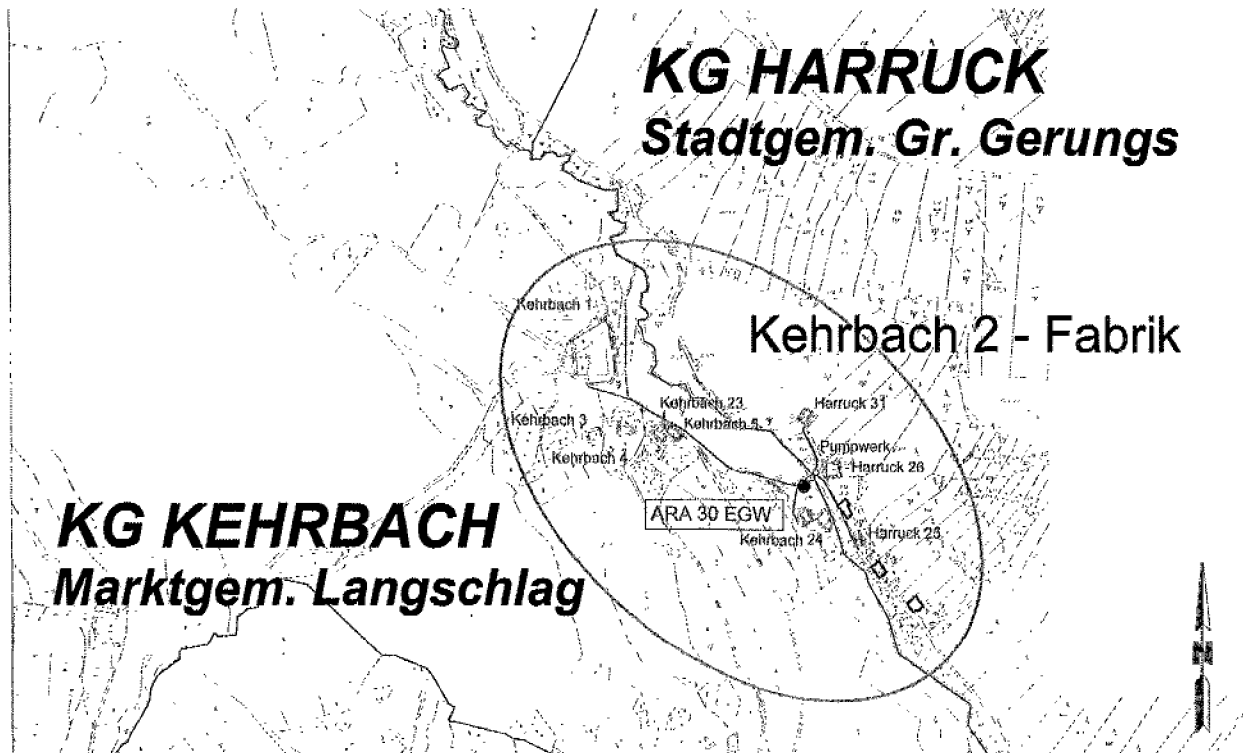 KG HARRUCK
Stadtgem. Gr. Gerungs
Kehrbach 1
Kehrbach 2 - Fabrik
Kehrbach 23
Harruck 31
Kehrbach 3
Kehrbach 5
Kehrbach 4
Pumpwerk
Harruck 26
ARA 30 EGW
KG KEHRBACH
Marktgem. Langschlag
Kehrbach 24
Harruck 25
N